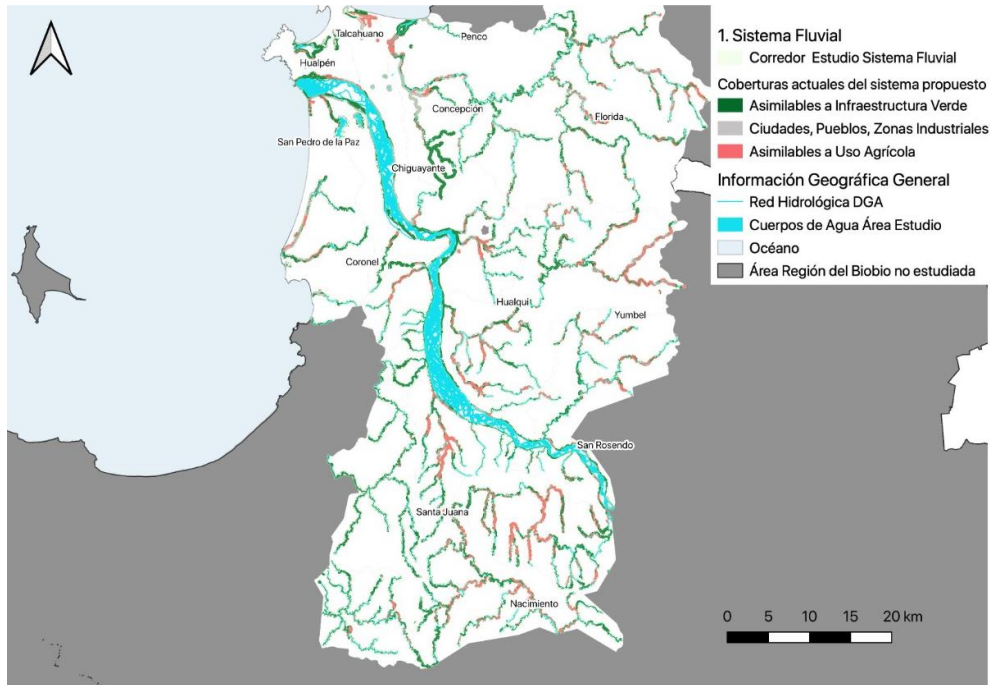 1. Sistema Fluvial
Corredor Estudio Sistema Fluvial
Coberturas actuales del sistema propuesto
Asimilables a Infraestructura Verde
Ciudades, Pueblos, Zonas Industriales
Asimilables a Uso Agrícola
Información Geográfica General
Red Hidrológica DGA
Cuerpos de Agua Área Estudio
Océano
Área Región del Biobio no estudiada
Talcahuano
Penco
Hualpén
Concepción
Florida
San Pedro de la Paz
Chiguayante
Coronel
Hualqui
Yumbel
San Rosendo
Santa Juana
Nacimiento
0 5 10 15 20 km